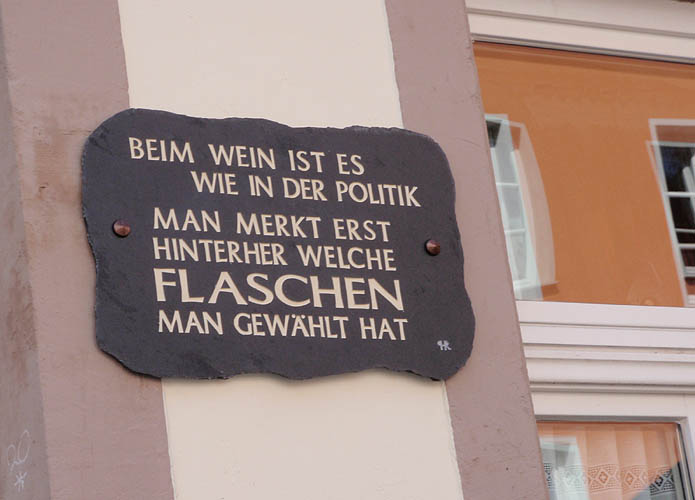 BEIM WEIN IST ES
WIE IN DER POLITIK
MAN MERKT ERST
HINTERHER WELCHE
FLASCHEN
MAN GEWÄHLT HAT